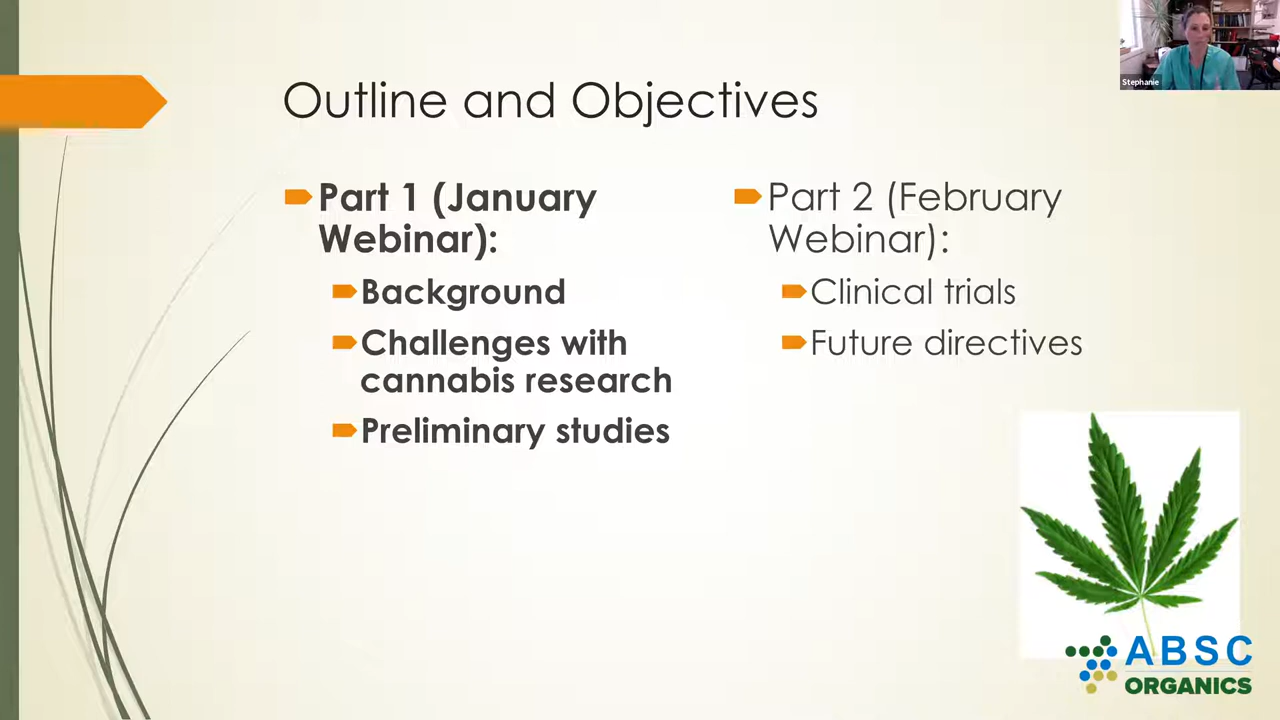 Stephanie
Outline and Objectives
Part 1 (January
Webinar):
Background
Challenges with
cannabis research
Preliminary studies
Part 2 (February
Webinar):
Clinical trials
Future directives
ABSC
ORGANICS